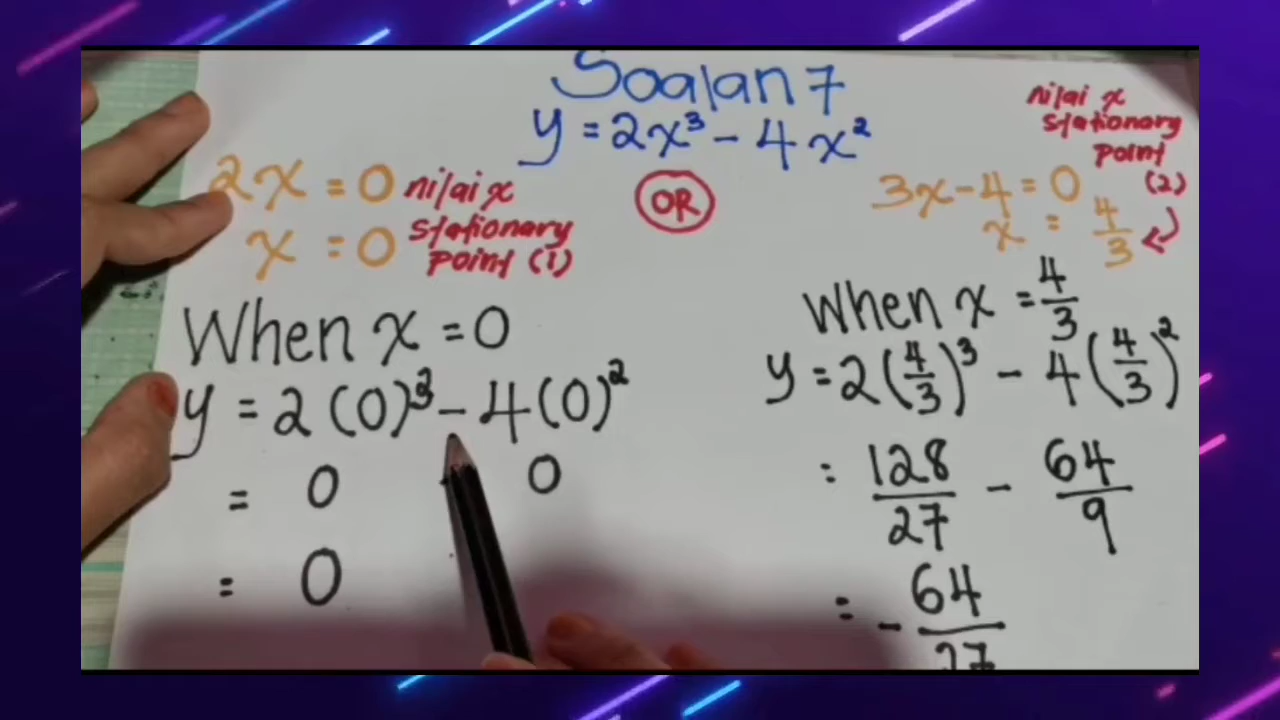 Soalan 7
y = 2x³ - 4x²
2x = 0 nilai x
x = 0 stationary
point (1)
OR
nilai x
stationary
point
(2)
3x - 4 = 0
x = 4/3
When x = 0
y = 2(0)³ - 4(0)²
= 0 - 0
= 0
When x = 4/3
y = 2(4/3)³ - 4(4/3)²
= 128/27 - 64/9
= - 64/27